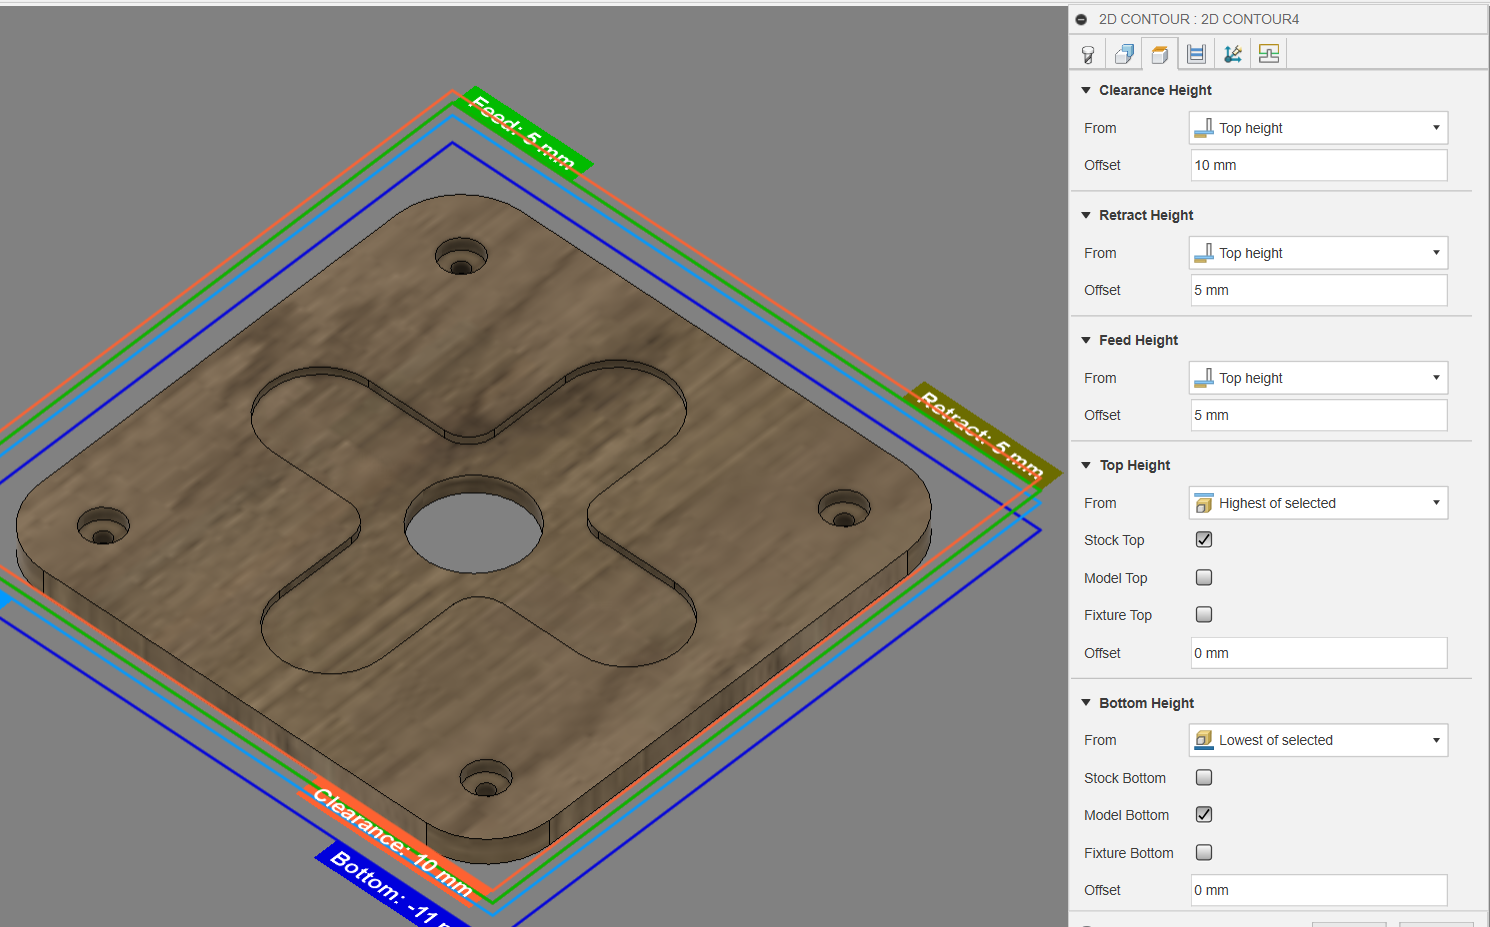 2D CONTOUR : 2D CONTOUR4
Clearance Height
From Top height
Offset 10 mm
Retract Height
From Top height
Offset 5 mm
Feed Height
From Top height
Offset 5 mm
Top Height
From Highest of selected
Stock Top
Model Top
Fixture Top
Offset 0 mm
Bottom Height
From Lowest of selected
Stock Bottom
Model Bottom
Fixture Bottom
Offset 0 mm
Feed: 5 mm
Retract: 5 mm
Clearance: 10 mm
Bottom: -11